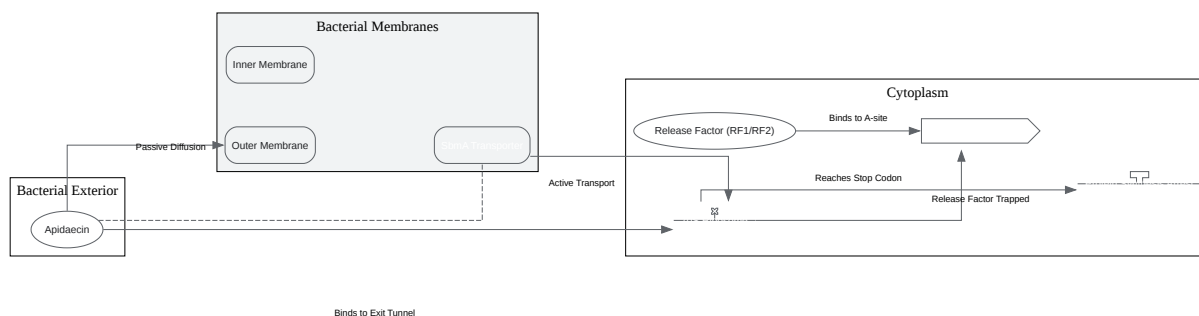 Bacterial Membranes
Inner Membrane
Outer Membrane
Transporter
Passive Diffusion
Bacterial Exterior
Apidaecin
Active Transport
Binds to Exit Tunnel
Cytoplasm
Release Factor (RF1/RF2)
Binds to A-site
Reaches Stop Codon
Release Factor Trapped